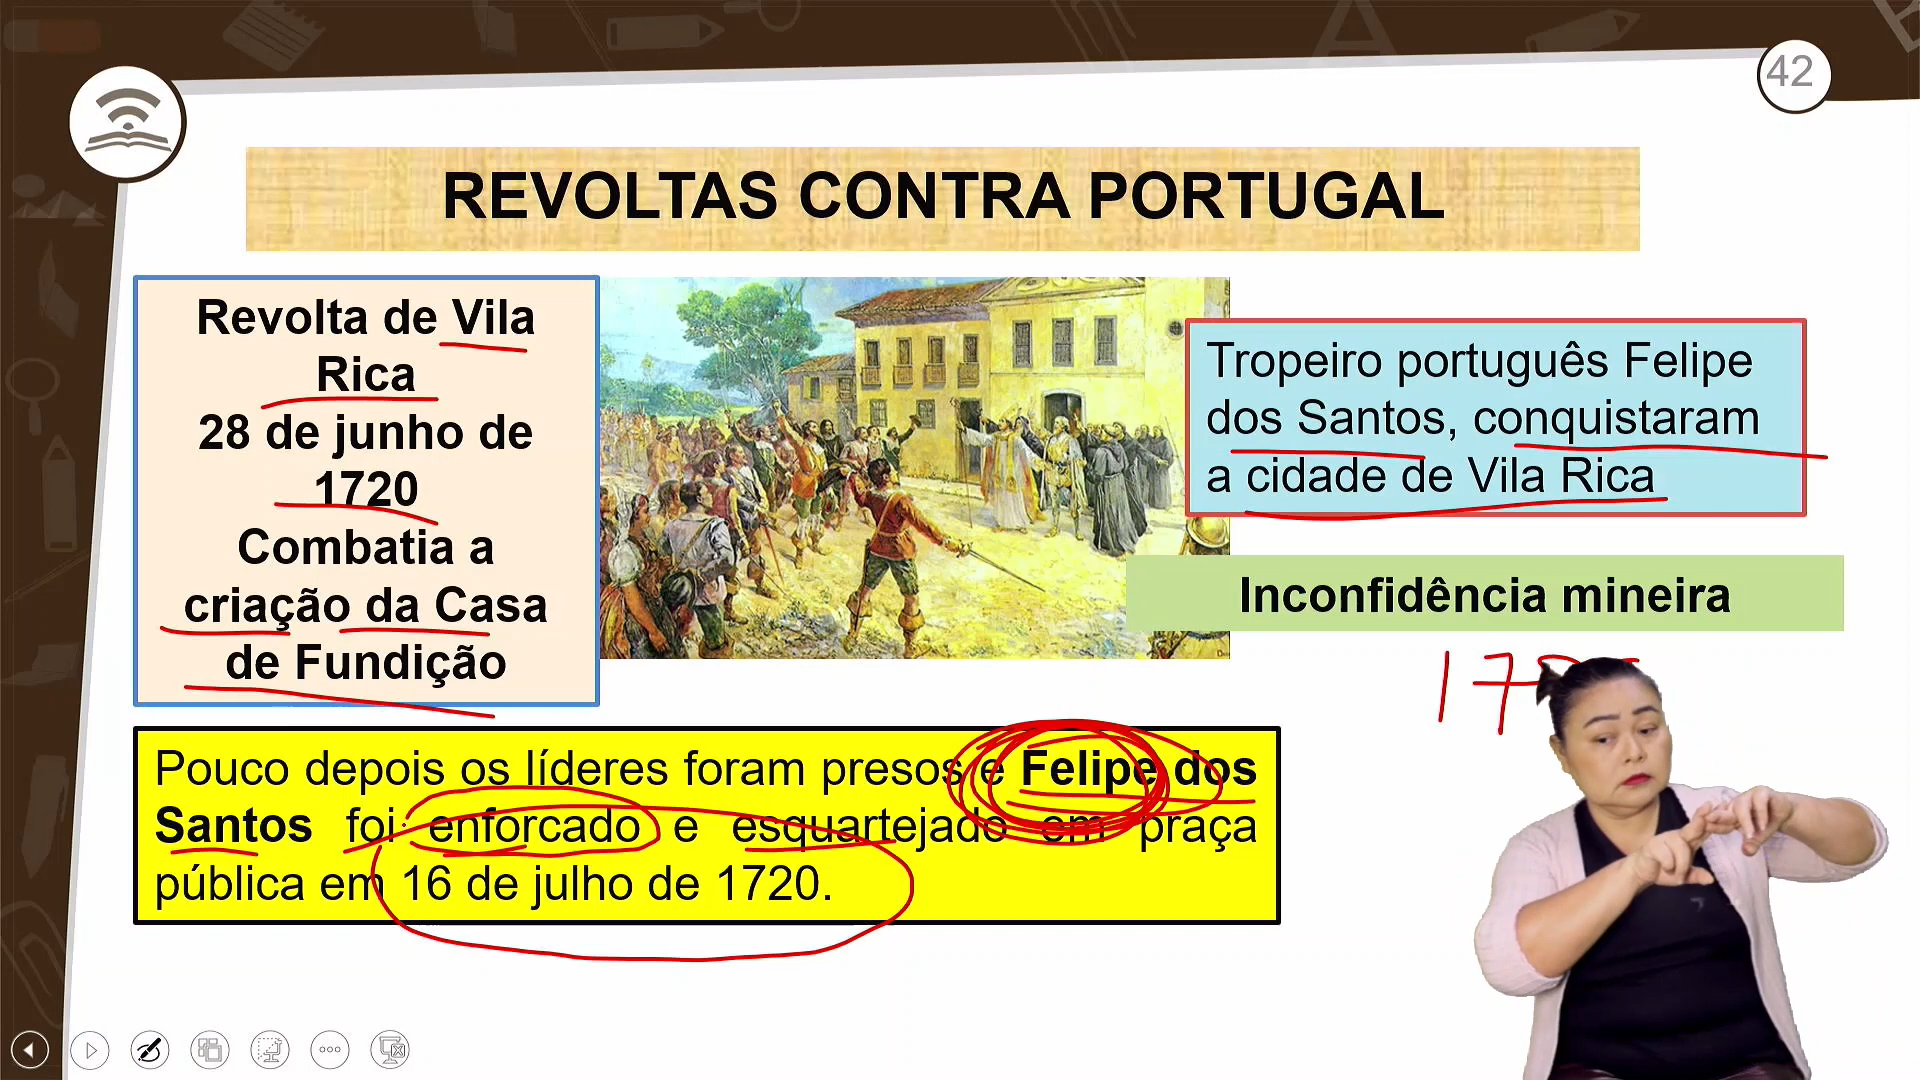 42
REVOLTAS CONTRA PORTUGAL
Revolta de Vila
Rica
28 de junho de
1720
Combatia a
criação da Casa
de Fundição
Tropeiro português Felipe
dos Santos, conquistaram
a cidade de Vila Rica
Inconfidência mineira
Pouco depois os líderes foram presos e Felipe dos
Santos foi enforcado e esquartejado em praça
pública em 16 de julho de 1720.